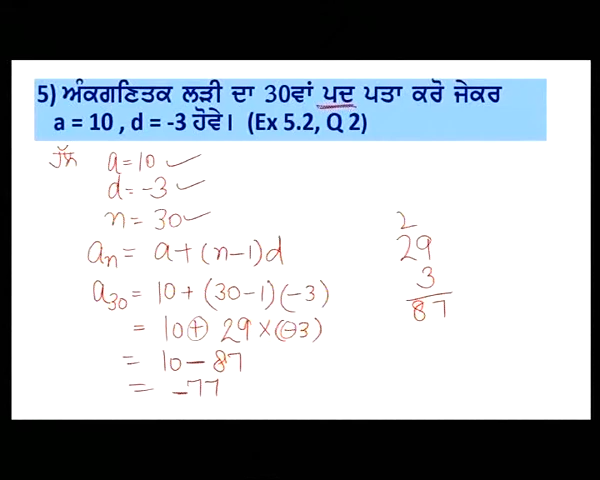 5) ਅੰਕਗਣਿਤਕ ਲੜੀ ਦਾ 30ਵਾਂ ਪਦ ਪਤਾ ਕਰੋ ਜੇਕਰ
a = 10 , d = -3 ਹੋਵੇ। (Ex 5.2, Q 2)
ਹੱਲ a = 10 ✓
d = -3 ✓
n = 30 ✓
aₙ = a + (n-1)d
a₃₀ = 10 + (30-1)(-3)
= 10 + 29 × (-3)
= 10 - 87
= -77
2
29
3
87